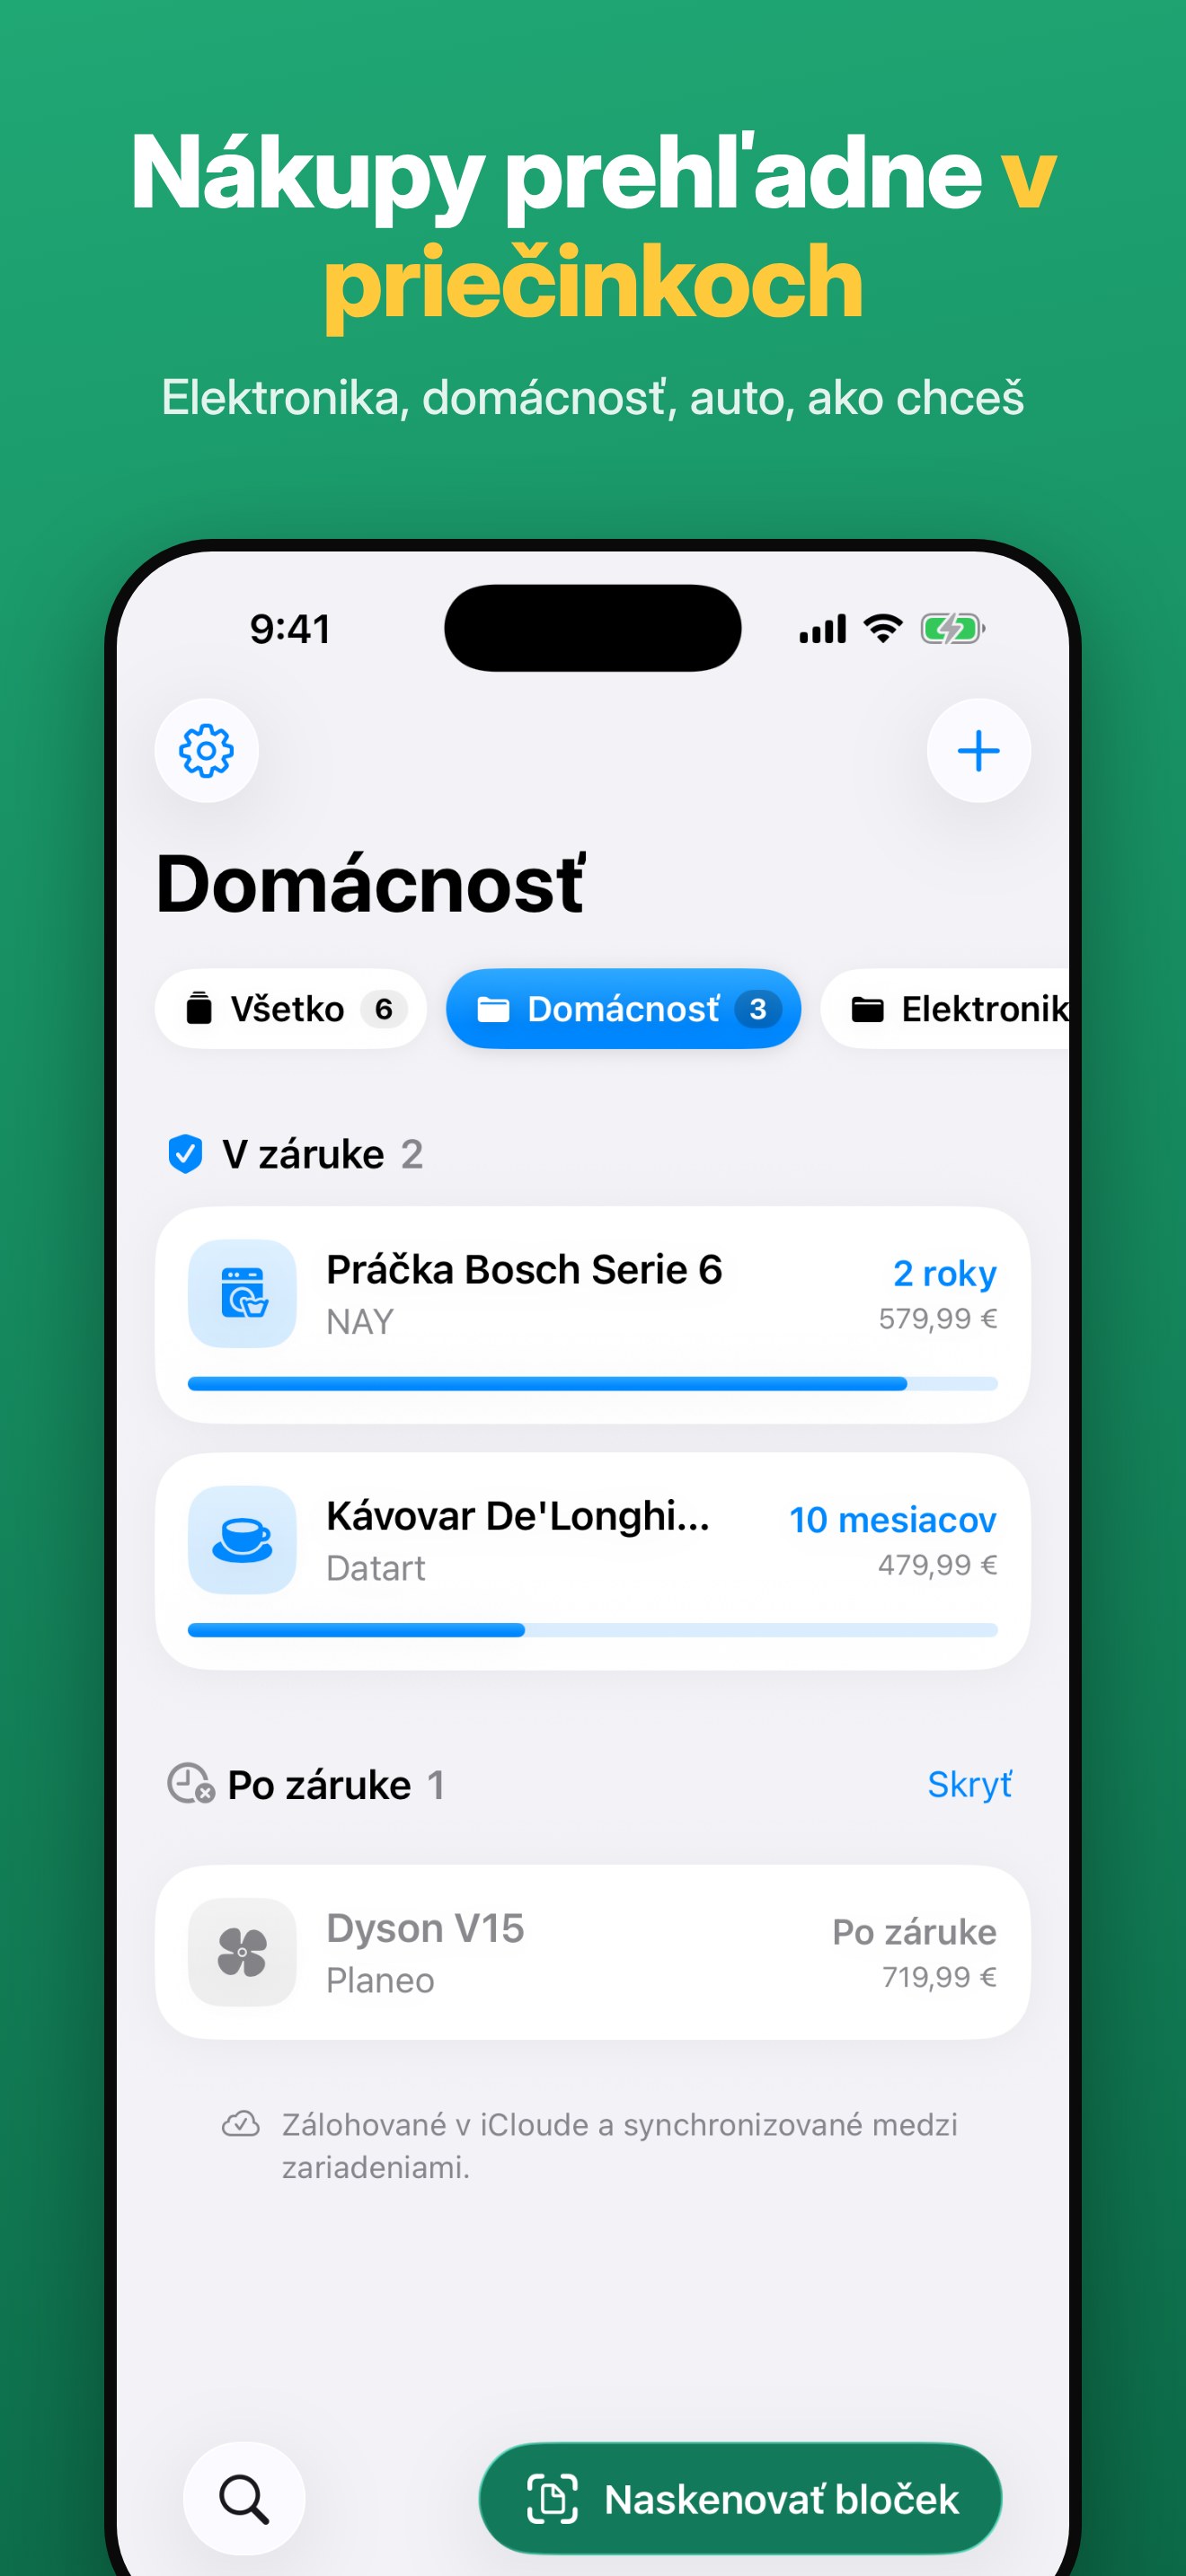 Nákupy prehľadne v
priečinkoch
Elektronika, domácnosť, auto, ako chceš
9:41
Domácnosť
Všetko 6
Domácnosť 3
Elektronik
V záruke 2
Práčka Bosch Serie 6
2 roky
NAY
579,99 €
Kávovar De'Longhi...
10 mesiacov
Datart
479,99 €
Po záruke 1
Skryť
Dyson V15
Po záruke
Planeo
719,99 €
Zálohované v iCloude a synchronizované medzi
zariadeniami.
Naskenovať bloček